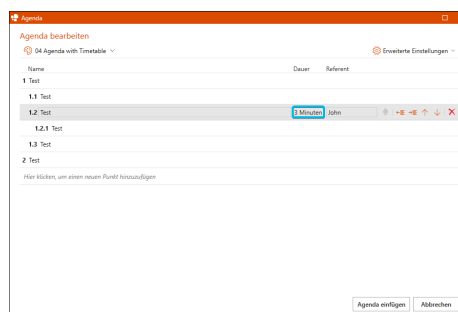 Agenda
Agenda bearbeiten
04 Agenda with Timetable
Erweiterte Einstellungen
Name Dauer Referent
1 Test
1.1 Test
1.2 Test 3 Minuten John
1.2.1 Test
1.3 Test
2 Test
Hier klicken, um einen neuen Punkt hinzuzufügen
Agenda einfügen Abbrechen